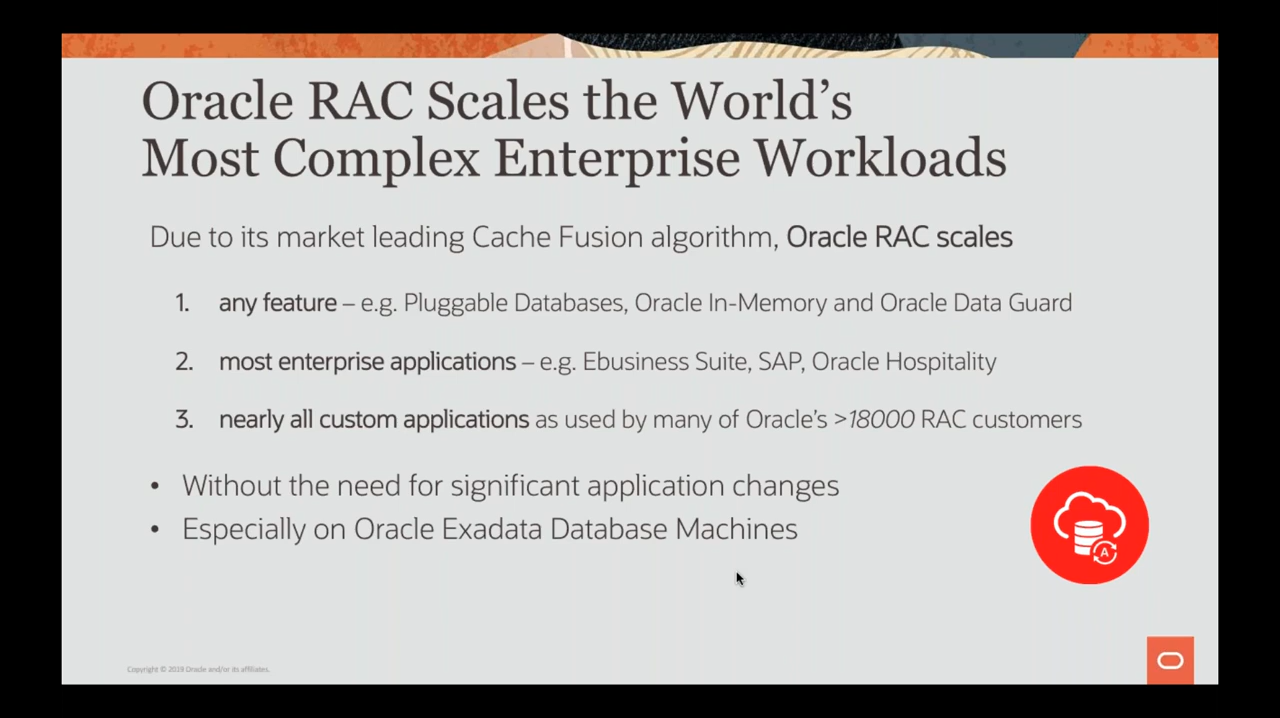 Oracle RAC Scales the World's
Most Complex Enterprise Workloads
Due to its market leading Cache Fusion algorithm, Oracle RAC scales
1. any feature – e.g. Pluggable Databases, Oracle In-Memory and Oracle Data Guard
2. most enterprise applications – e.g. Ebusiness Suite, SAP, Oracle Hospitality
3. nearly all custom applications as used by many of Oracle's >18000 RAC customers
• Without the need for significant application changes
• Especially on Oracle Exadata Database Machines
A
Copyright © 2019 Oracle and/or its affiliates.